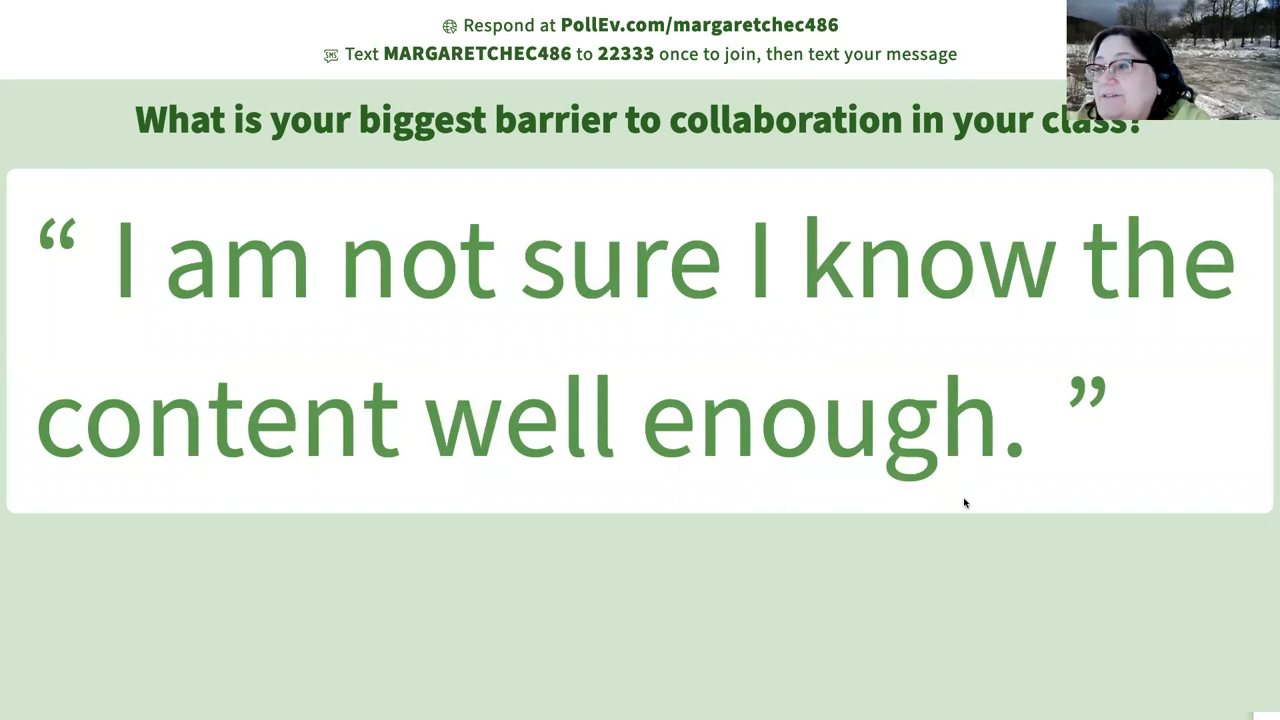 Respond at PollEv.com/margaretchec486
Text MARGARETCHEC486 to 22333 once to join, then text your message
What is your biggest barrier to collaboration in your class?
“ I am not sure I know the
content well enough. ”